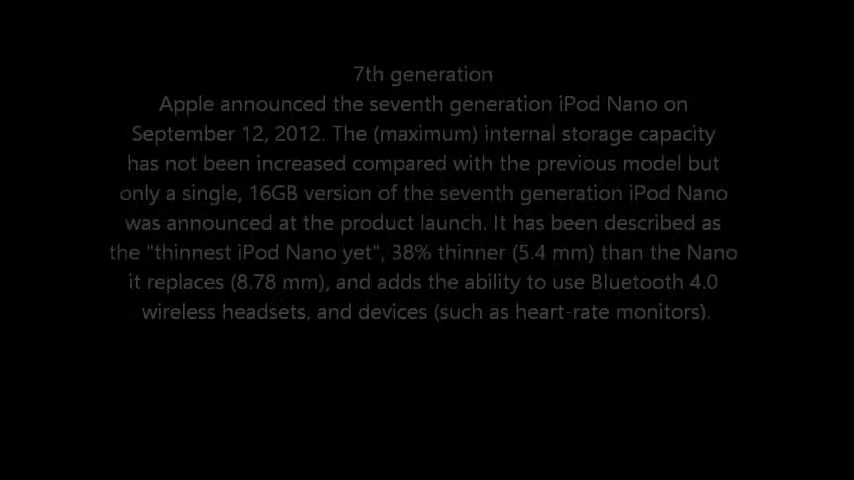 7th generation
Apple announced the seventh generation iPod Nano on
September 12, 2012. The (maximum) internal storage capacity
has not been increased compared with the previous model but
only a single, 16GB version of the seventh generation iPod Nano
was announced at the product launch. It has been described as
the "thinnest iPod Nano yet", 38% thinner (5.4 mm) than the Nano
it replaces (8.78 mm), and adds the ability to use Bluetooth 4.0
wireless headsets, and devices (such as heart-rate monitors).